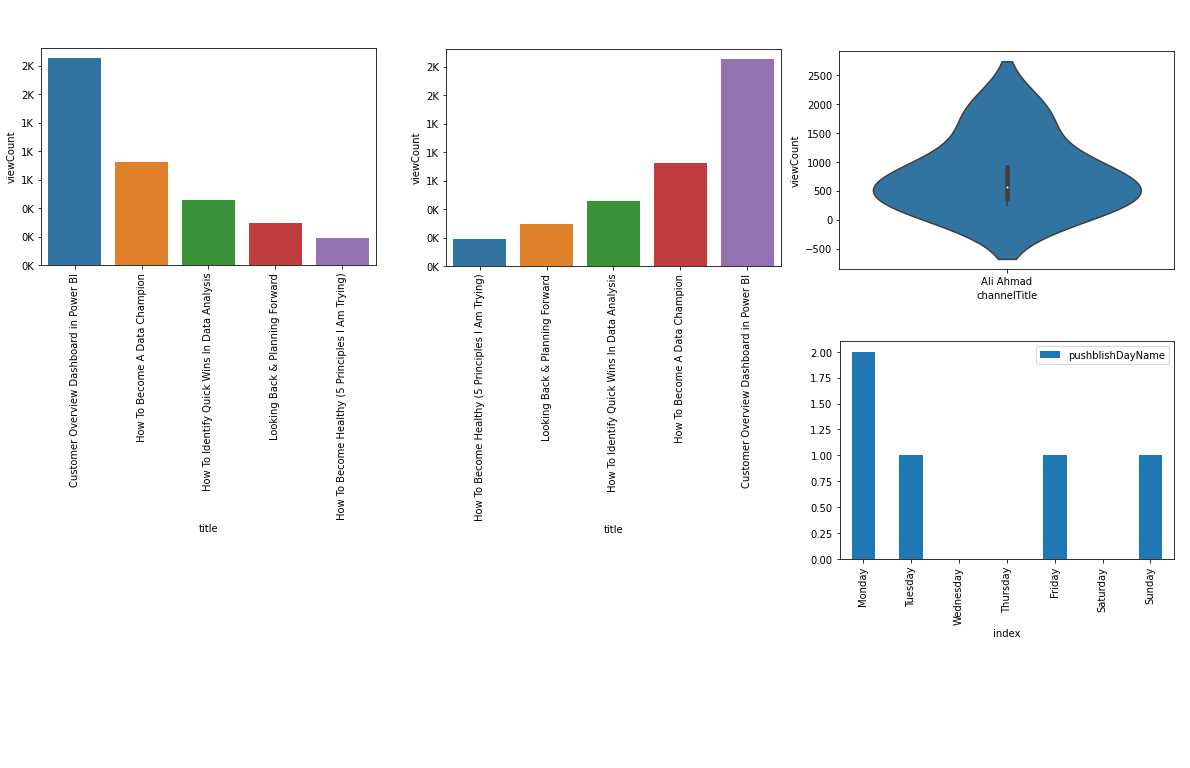 2K
2K
1K
1K
1K
0K
0K
0K
viewCount
Customer Overview Dashboard in Power BI
How To Become A Data Champion
How To Identify Quick Wins In Data Analysis
Looking Back & Planning Forward
How To Become Healthy (5 Principles I Am Trying)
title
2K
2K
1K
1K
1K
0K
0K
0K
viewCount
How To Become Healthy (5 Principles I Am Trying)
Looking Back & Planning Forward
How To Identify Quick Wins In Data Analysis
How To Become A Data Champion
Customer Overview Dashboard in Power BI
title
2500
2000
1500
1000
500
0
−500
viewCount
Ali Ahmad
channelTitle
pushblishDayName
2.00
1.75
1.50
1.25
1.00
0.75
0.50
0.25
0.00
Monday
Tuesday
Wednesday
Thursday
Friday
Saturday
Sunday
index